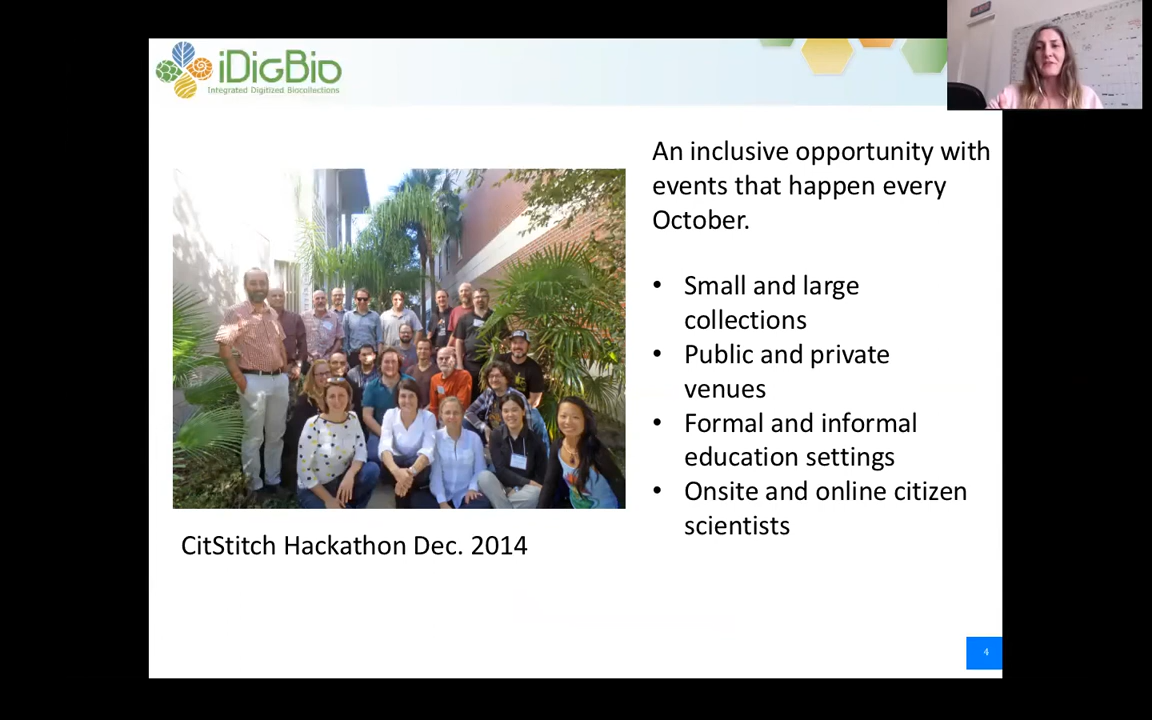 iDigBio
Integrated Digitized Biocollections
An inclusive opportunity with
events that happen every
October.
• Small and large
collections
• Public and private
venues
• Formal and informal
education settings
• Onsite and online citizen
scientists
CitStitch Hackathon Dec. 2014
4